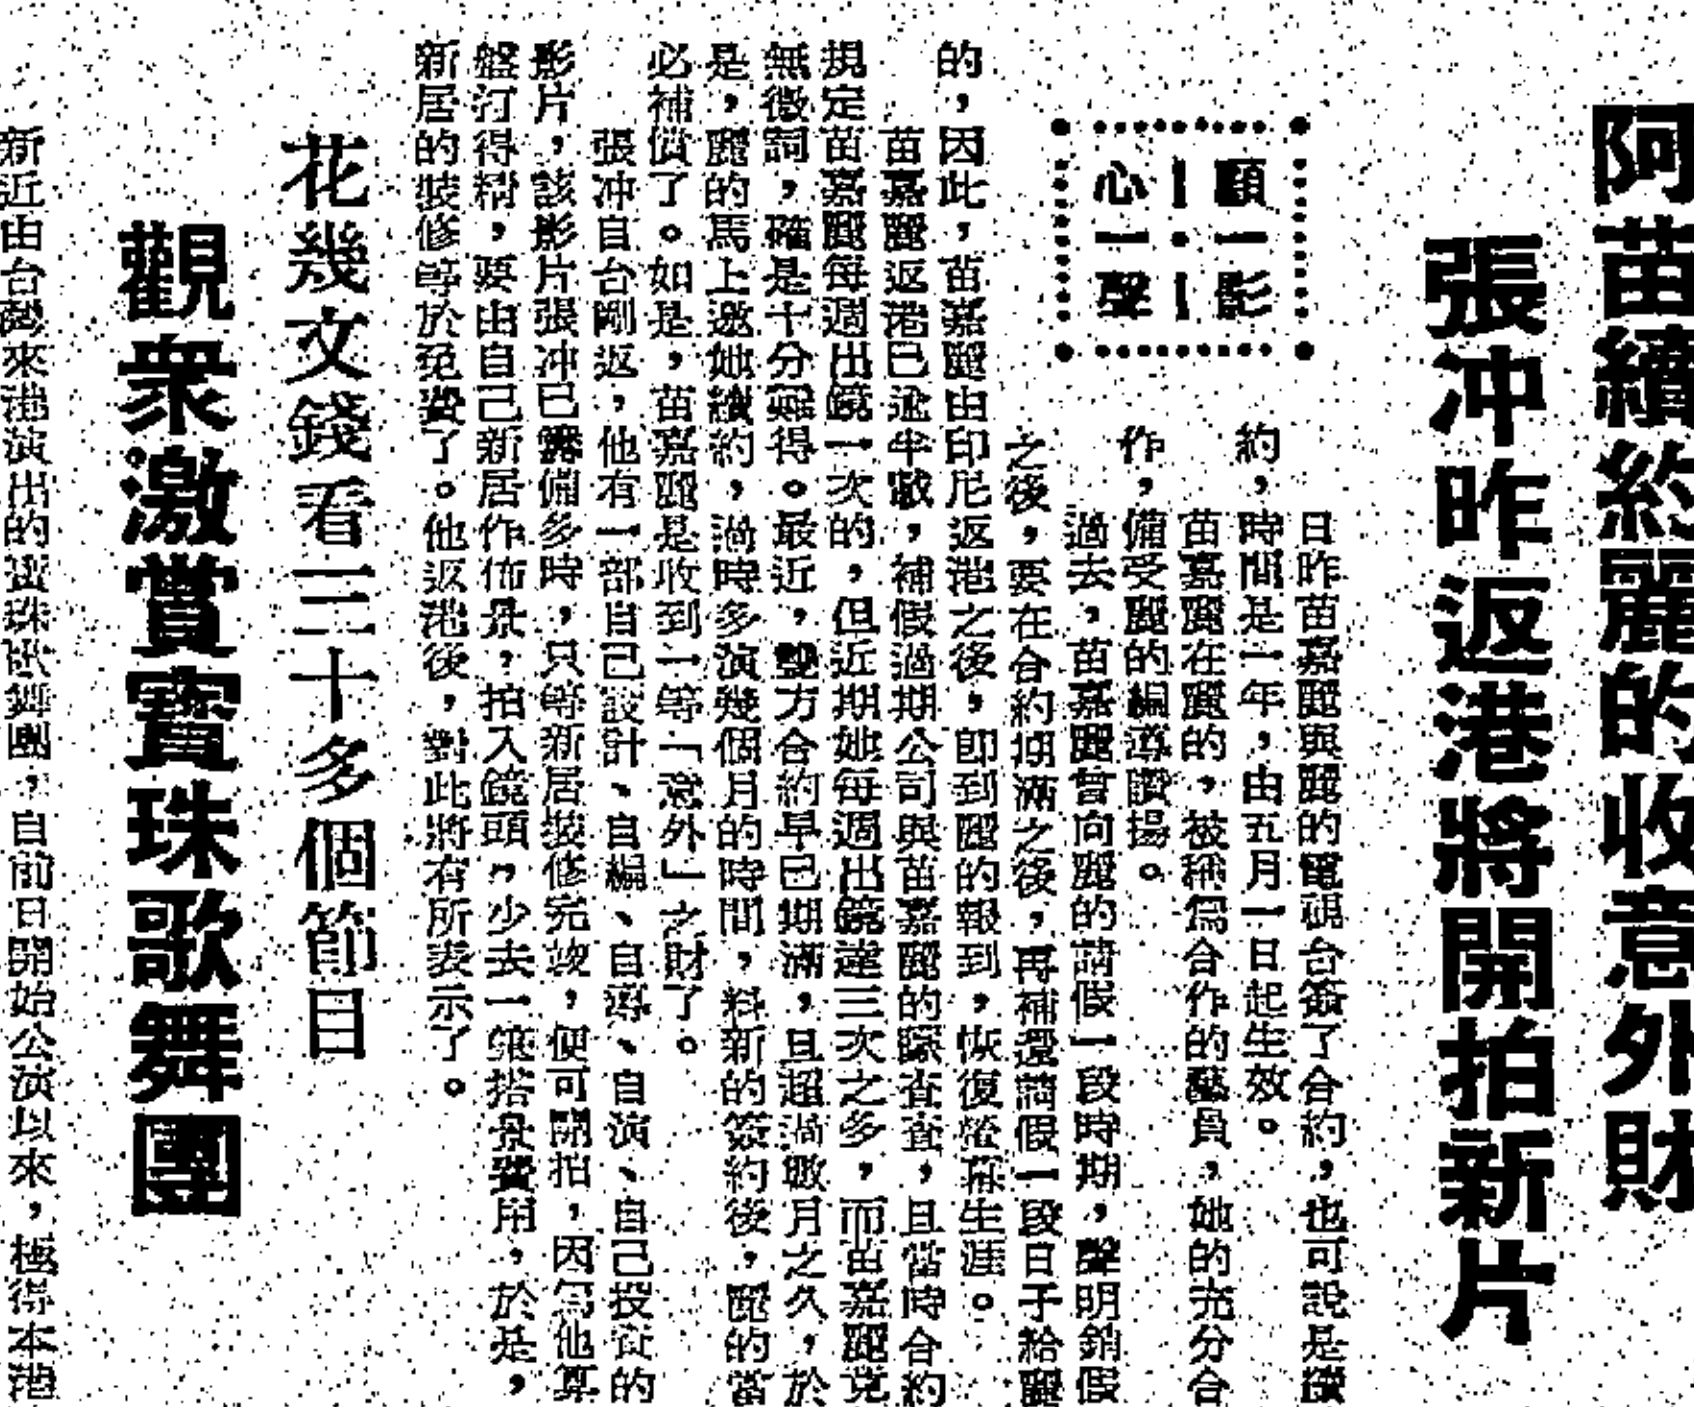 阿苗續約麗的收意外財
張冲昨返港將開拍新片
顧一影
心一聲
日昨苗嘉麗與麗的電視台簽了合約，也可說是續
約，時間是一年，由五月一日起生效。
苗嘉麗在麗的，被稱為合作的藝員，她的充分合
作，備受麗的編導讚揚。
過去，苗嘉麗曾向麗的請假一段時期，聲明銷假
之後，要在合約期滿之後，再補還請假一段日子給麗
的，因此，苗嘉麗由印尼返港之後，卽到麗的報到，恢復螢幕生涯。
苗嘉麗返港已逾半載，補假過期公司與苗嘉麗的踪查查，且當時合約
規定苗嘉麗每週出鏡一次的，但近期她每週出鏡達三次之多，而苗嘉麗竟
無微詞，確是十分難得。最近，雙方合約早已期滿，且超過數月之久，於
是，麗的馬上邀她續約，過時多演幾個月的時間，料新的簽約後，麗的當
必補償了。如是，苗嘉麗是收到一等「意外」之財了。
張冲自台剛返，他有一部自己設計、自編、自導、自演、自己投資的
影片，該影片張冲已籌備多時，只等新居裝修完竣，便可開拍，因為他算
盤汀得精，要由自己新居作佈景，拍入鏡頭，少去一筆搭景費用，於是，
新居的裝修等於免費了。他返港後，對此將有所表示了。
花幾文錢看三十多個節目
觀衆激賞寶珠歌舞團
新近由台灣來港演出的寶珠歌舞團，自前日開始公演以來，極得本港